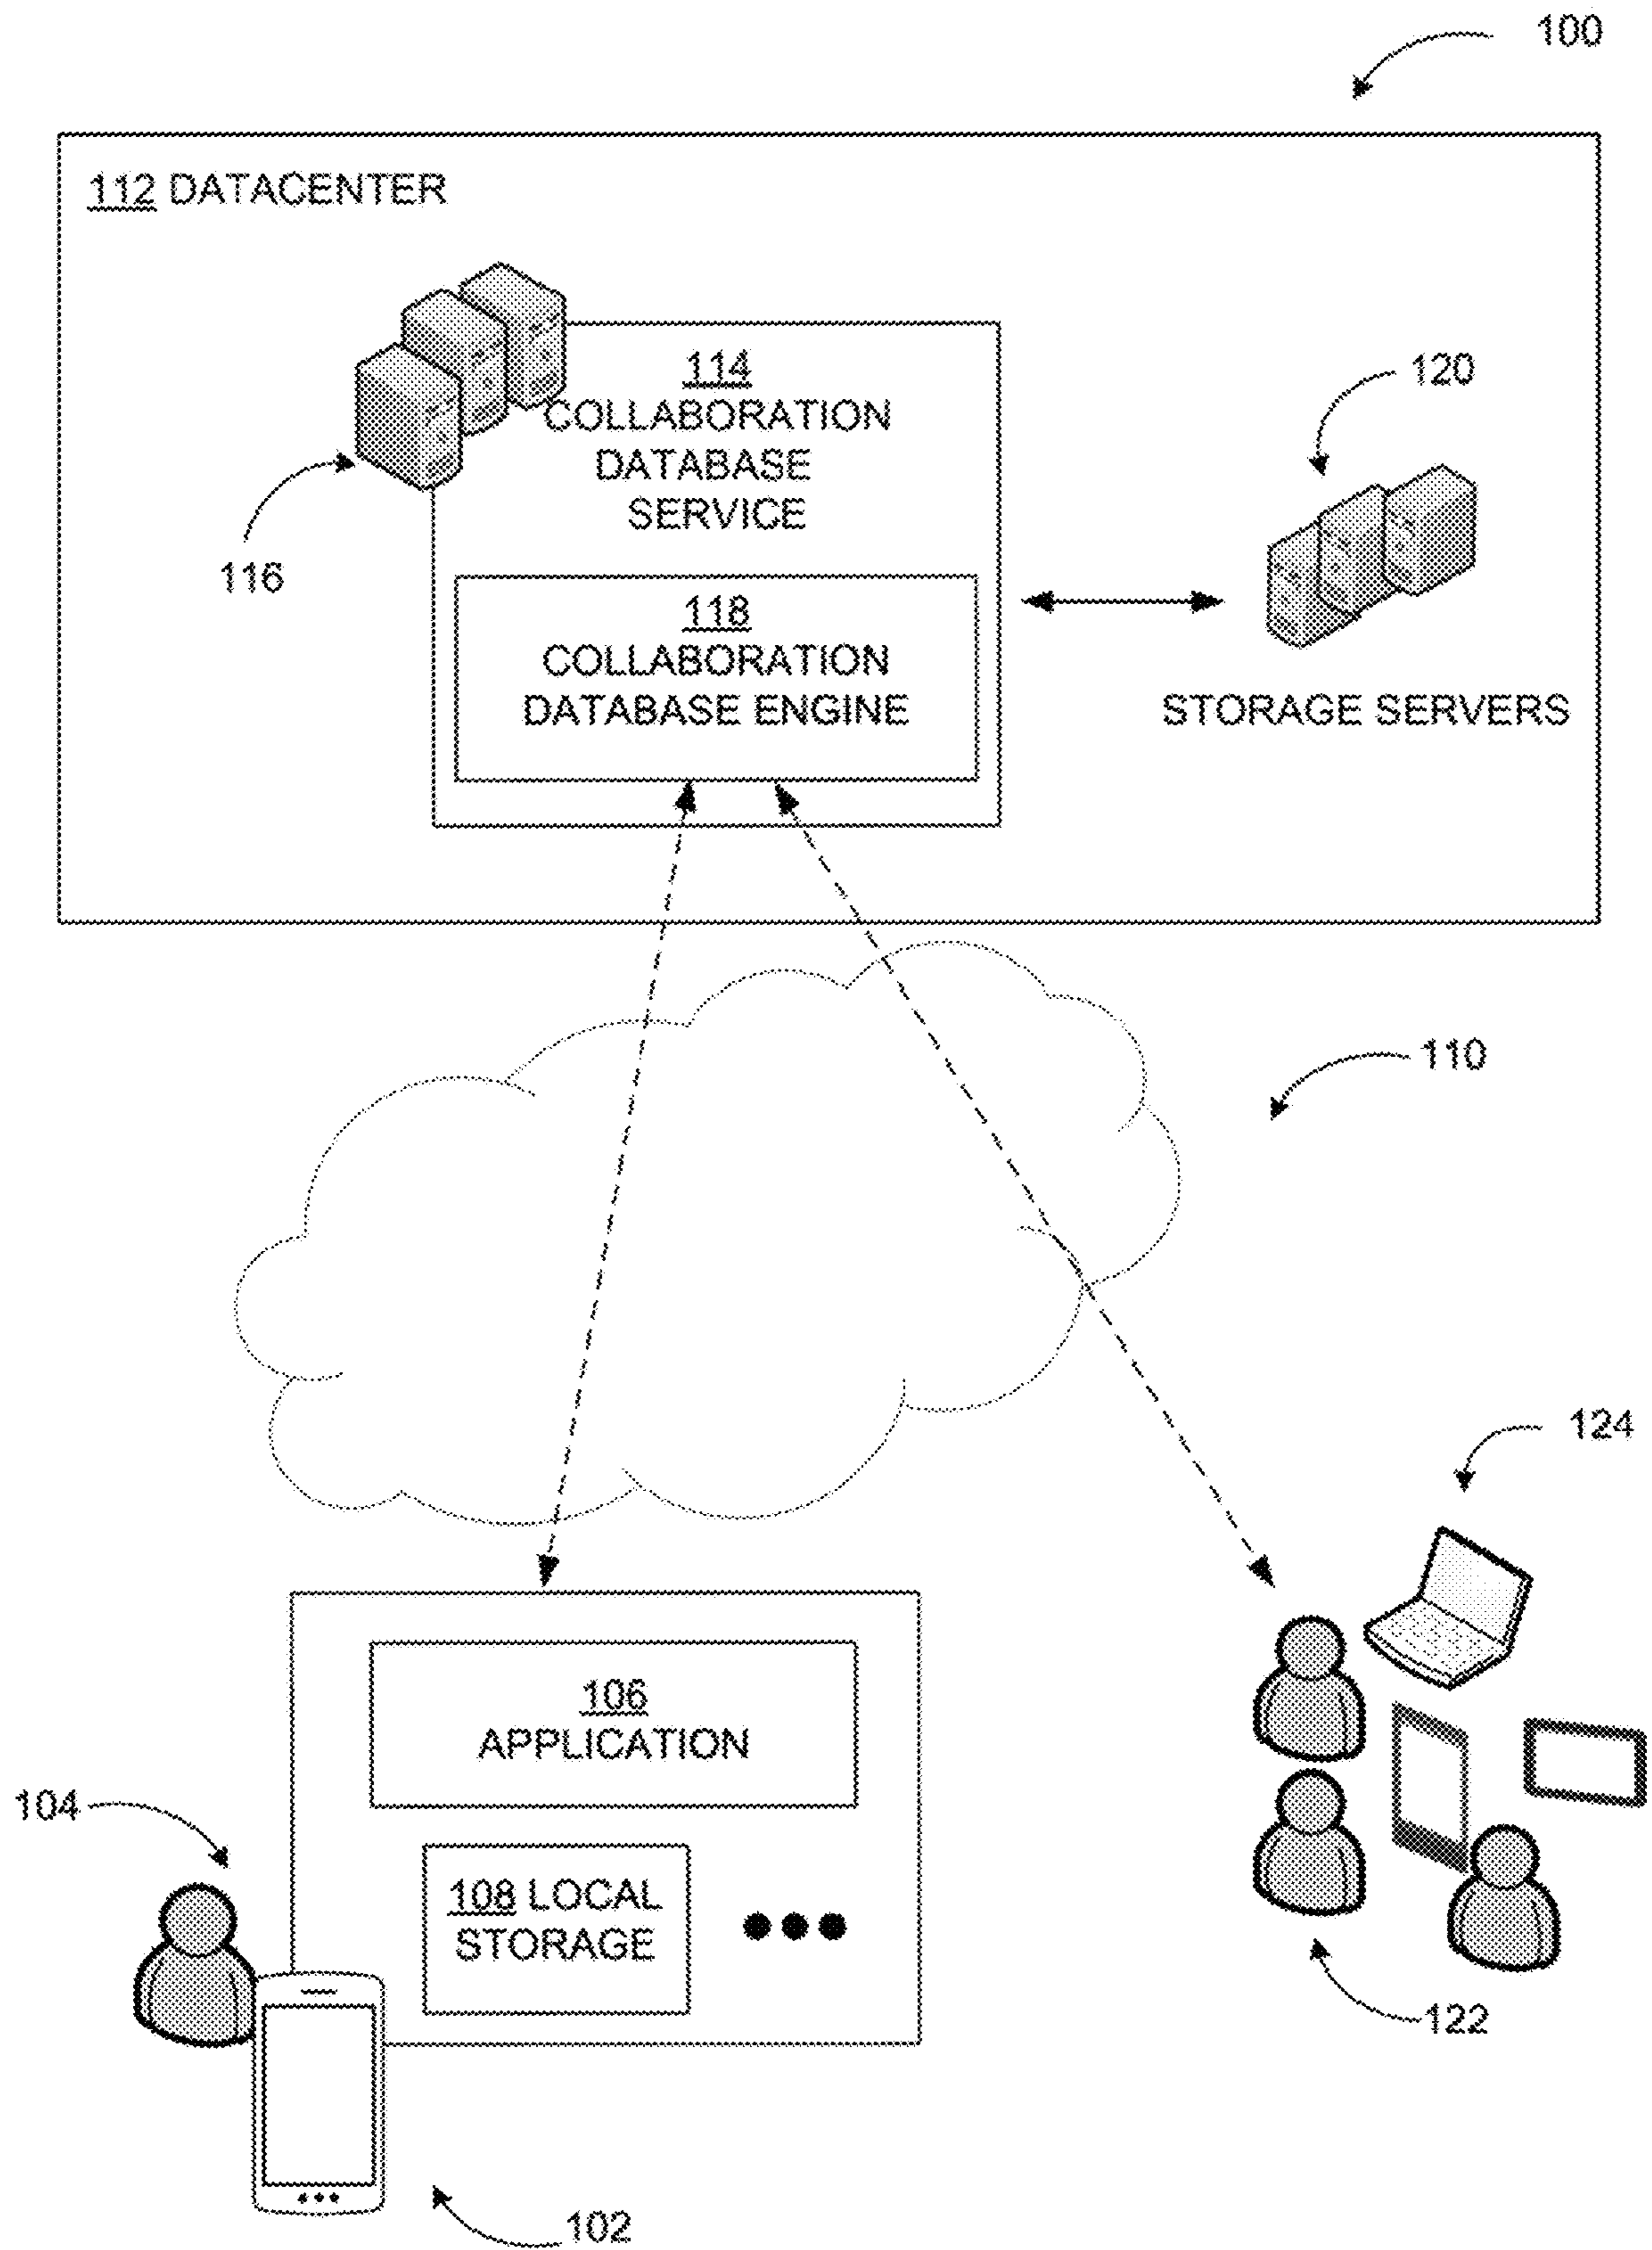 100
112 DATACENTER
114
COLLABORATION
DATABASE
SERVICE
120
116
118
COLLABORATION
DATABASE ENGINE
STORAGE SERVERS
110
124
106
APPLICATION
104
108 LOCAL
STORAGE
122
102